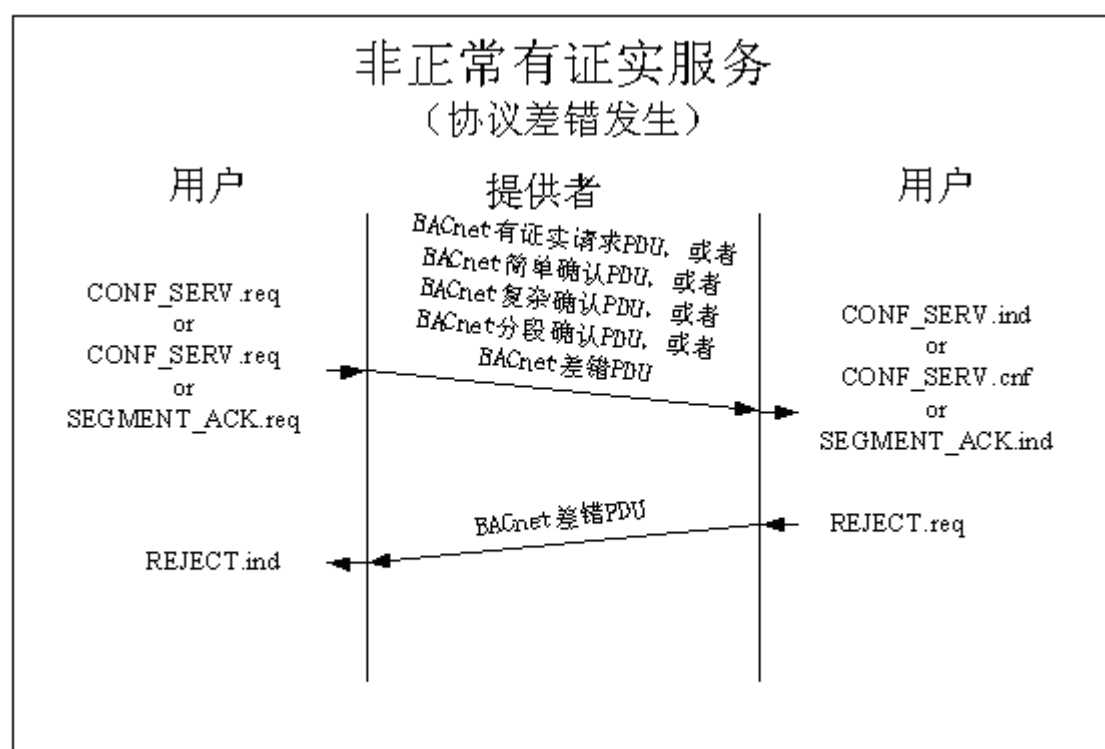 非正常有证实服务
（协议差错发生）
用户
提供者
用户
BACnet有证实请求PDU，或者
BACnet简单确认PDU，或者
BACnet复杂确认PDU，或者
BACnet分段确认PDU，或者
BACnet差错PDU
CONF_SERV.req
or
CONF_SERV.req
or
SEGMENT_ACK.req
CONF_SERV.ind
or
CONF_SERV.cnf
or
SEGMENT_ACK.ind
BACnet差错PDU
REJECT.req
REJECT.ind